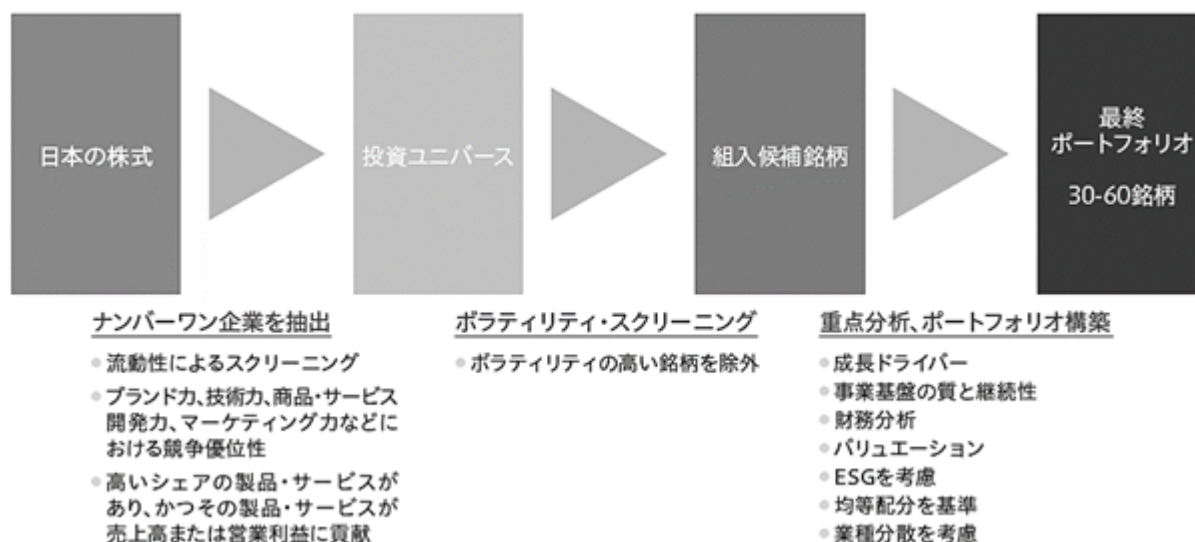 日本の株式
投資ユニバース
組入候補銘柄
最終
ポートフォリオ
30-60銘柄
ナンバーワン企業を抽出
●流動性によるスクリーニング
●ブランド力、技術力、商品・サービス
開発力、マーケティング力などに
おける競争優位性
●高いシェアの製品・サービスが
あり、かつその製品・サービスが
売上高または営業利益に貢献
ボラティリティ・スクリーニング
●ボラティリティの高い銘柄を除外
重点分析、ポートフォリオ構築
●成長ドライバー
●事業基盤の質と継続性
●財務分析
●バリュエーション
●ESGを考慮
●均等配分を基準
●業種分散を考慮